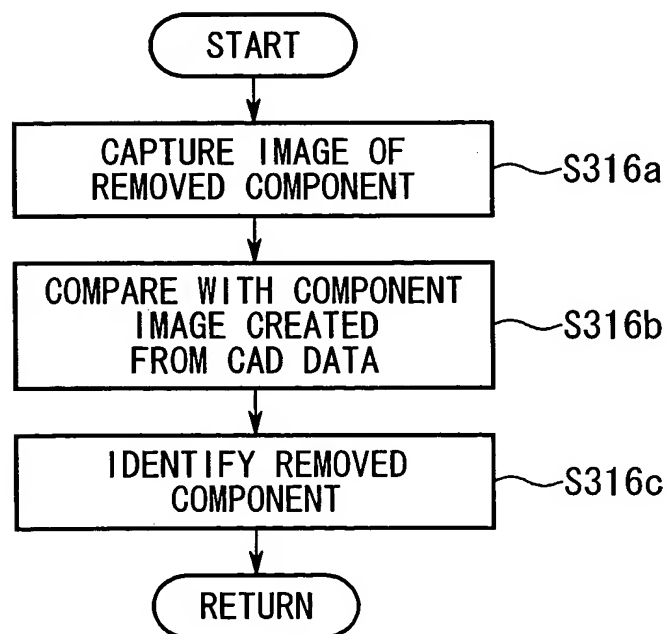 START
CAPTURE IMAGE OF
REMOVED COMPONENT
S316a
COMPARE WITH COMPONENT
IMAGE CREATED
FROM CAD DATA
S316b
IDENTIFY REMOVED
COMPONENT
S316c
RETURN